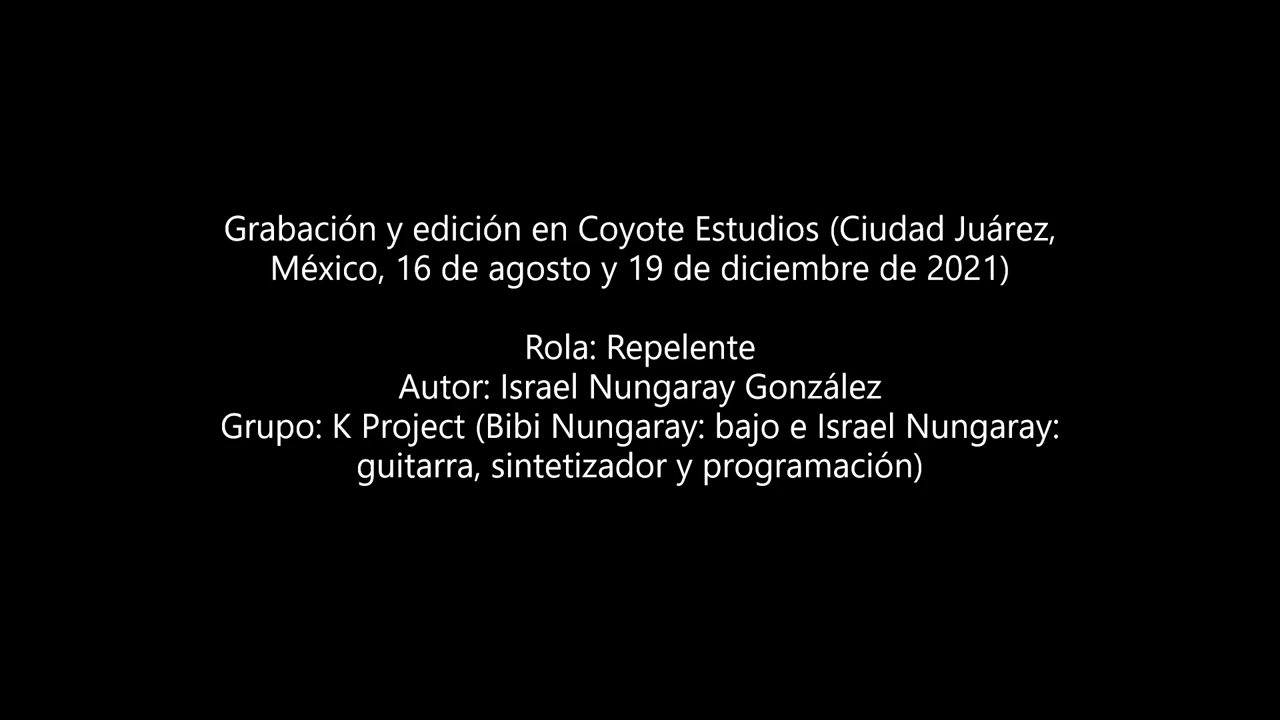 Grabación y edición en Coyote Estudios (Ciudad Juárez,
México, 16 de agosto y 19 de diciembre de 2021)
Rola: Repelente
Autor: Israel Nungaray González
Grupo: K Project (Bibi Nungaray: bajo e Israel Nungaray:
guitarra, sintetizador y programación)